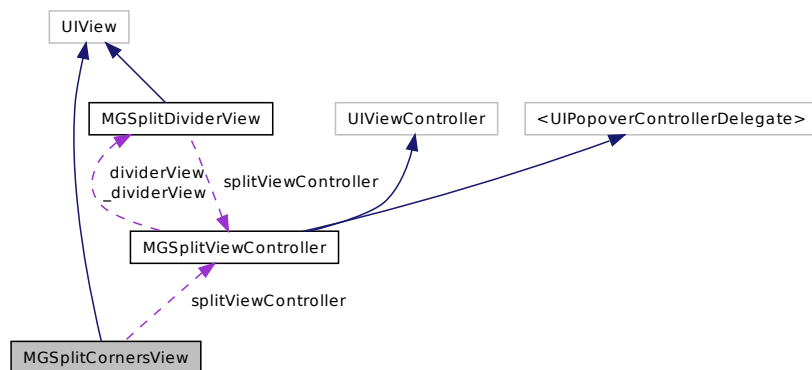 UIView
MGSplitDividerView
UIViewController
<UIPopoverControllerDelegate>
dividerView
_dividerView
splitViewController
MGSplitViewController
splitViewController
MGSplitCornersView